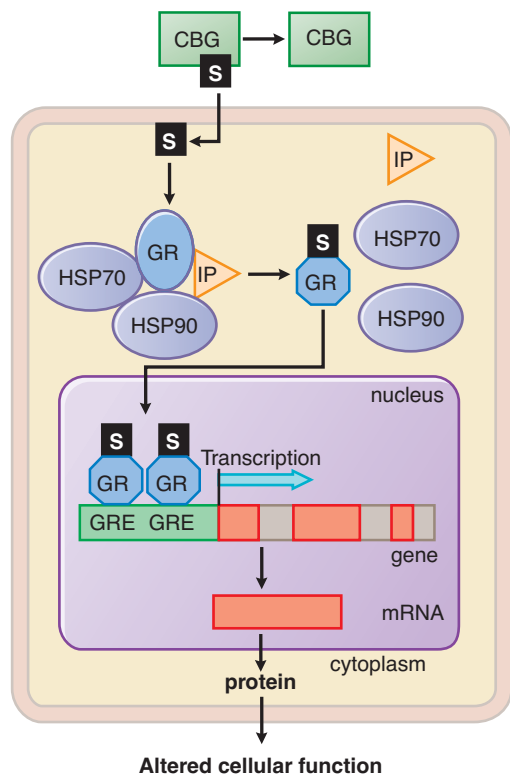 CBG
CBG
S
S
IP
S
HSP70
GR
IP
HSP70
GR
HSP90
HSP90
nucleus
S
S
Transcription
GR
GR
GRE
GRE
gene
mRNA
cytoplasm
protein
Altered cellular function